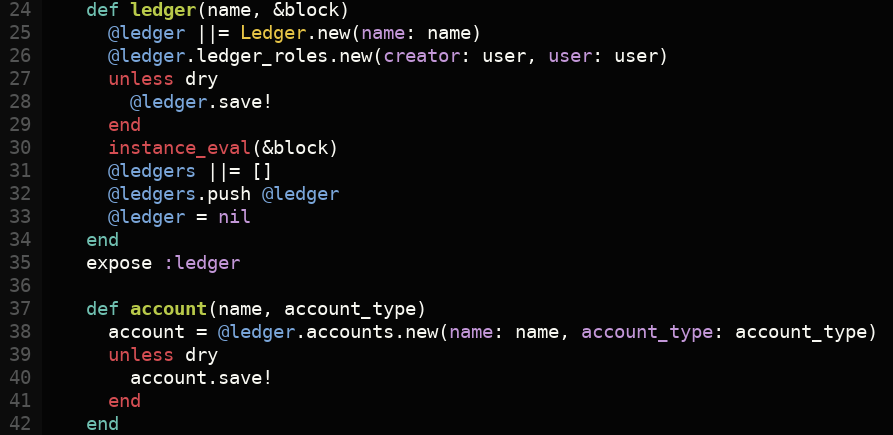 24     def ledger(name, &block)
25       @ledger ||= Ledger.new(name: name)
26       @ledger.ledger_roles.new(creator: user, user: user)
27       unless dry
28         @ledger.save!
29       end
30       instance_eval(&block)
31       @ledgers ||= []
32       @ledgers.push @ledger
33       @ledger = nil
34     end
35     expose :ledger
36
37     def account(name, account_type)
38       account = @ledger.accounts.new(name: name, account_type: account_type)
39       unless dry
40         account.save!
41       end
42     end